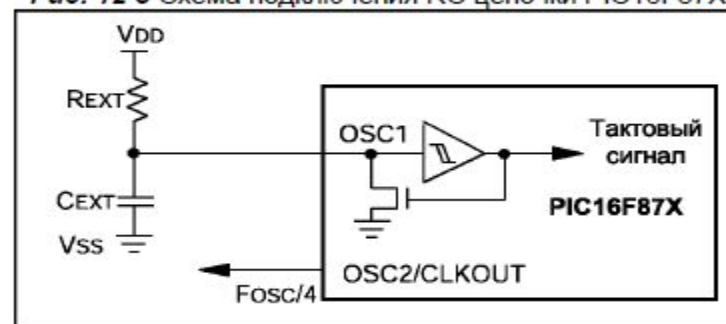 Рис. 12-3 Схема подключения RC цепочки PIC16F87X
VDD
REXT
CEXT
VSS
OSC1
Тактовый
сигнал
PIC16F87X
OSC2/CLKOUT
FOSC/4